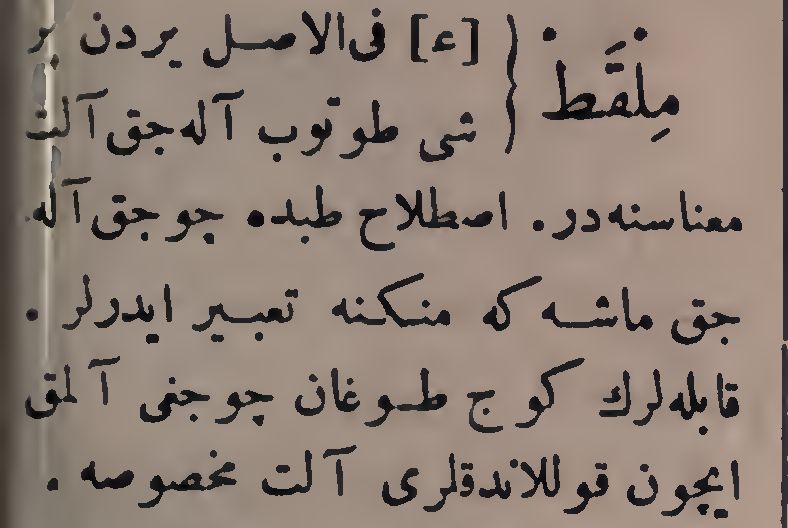 مِلقَط { [ع] فی‌الاصل یردن بر
شی طوتوب آله‌جق آلت
معناسنه‌در. اصطلاح طبده چوجق آله
جق ماشه که منکنه تعبیر ایدرلر.
قابله‌لرك کوج طوغان چوجنی آلمق
ایچون قوللاندقلری آلت مخصوصه.